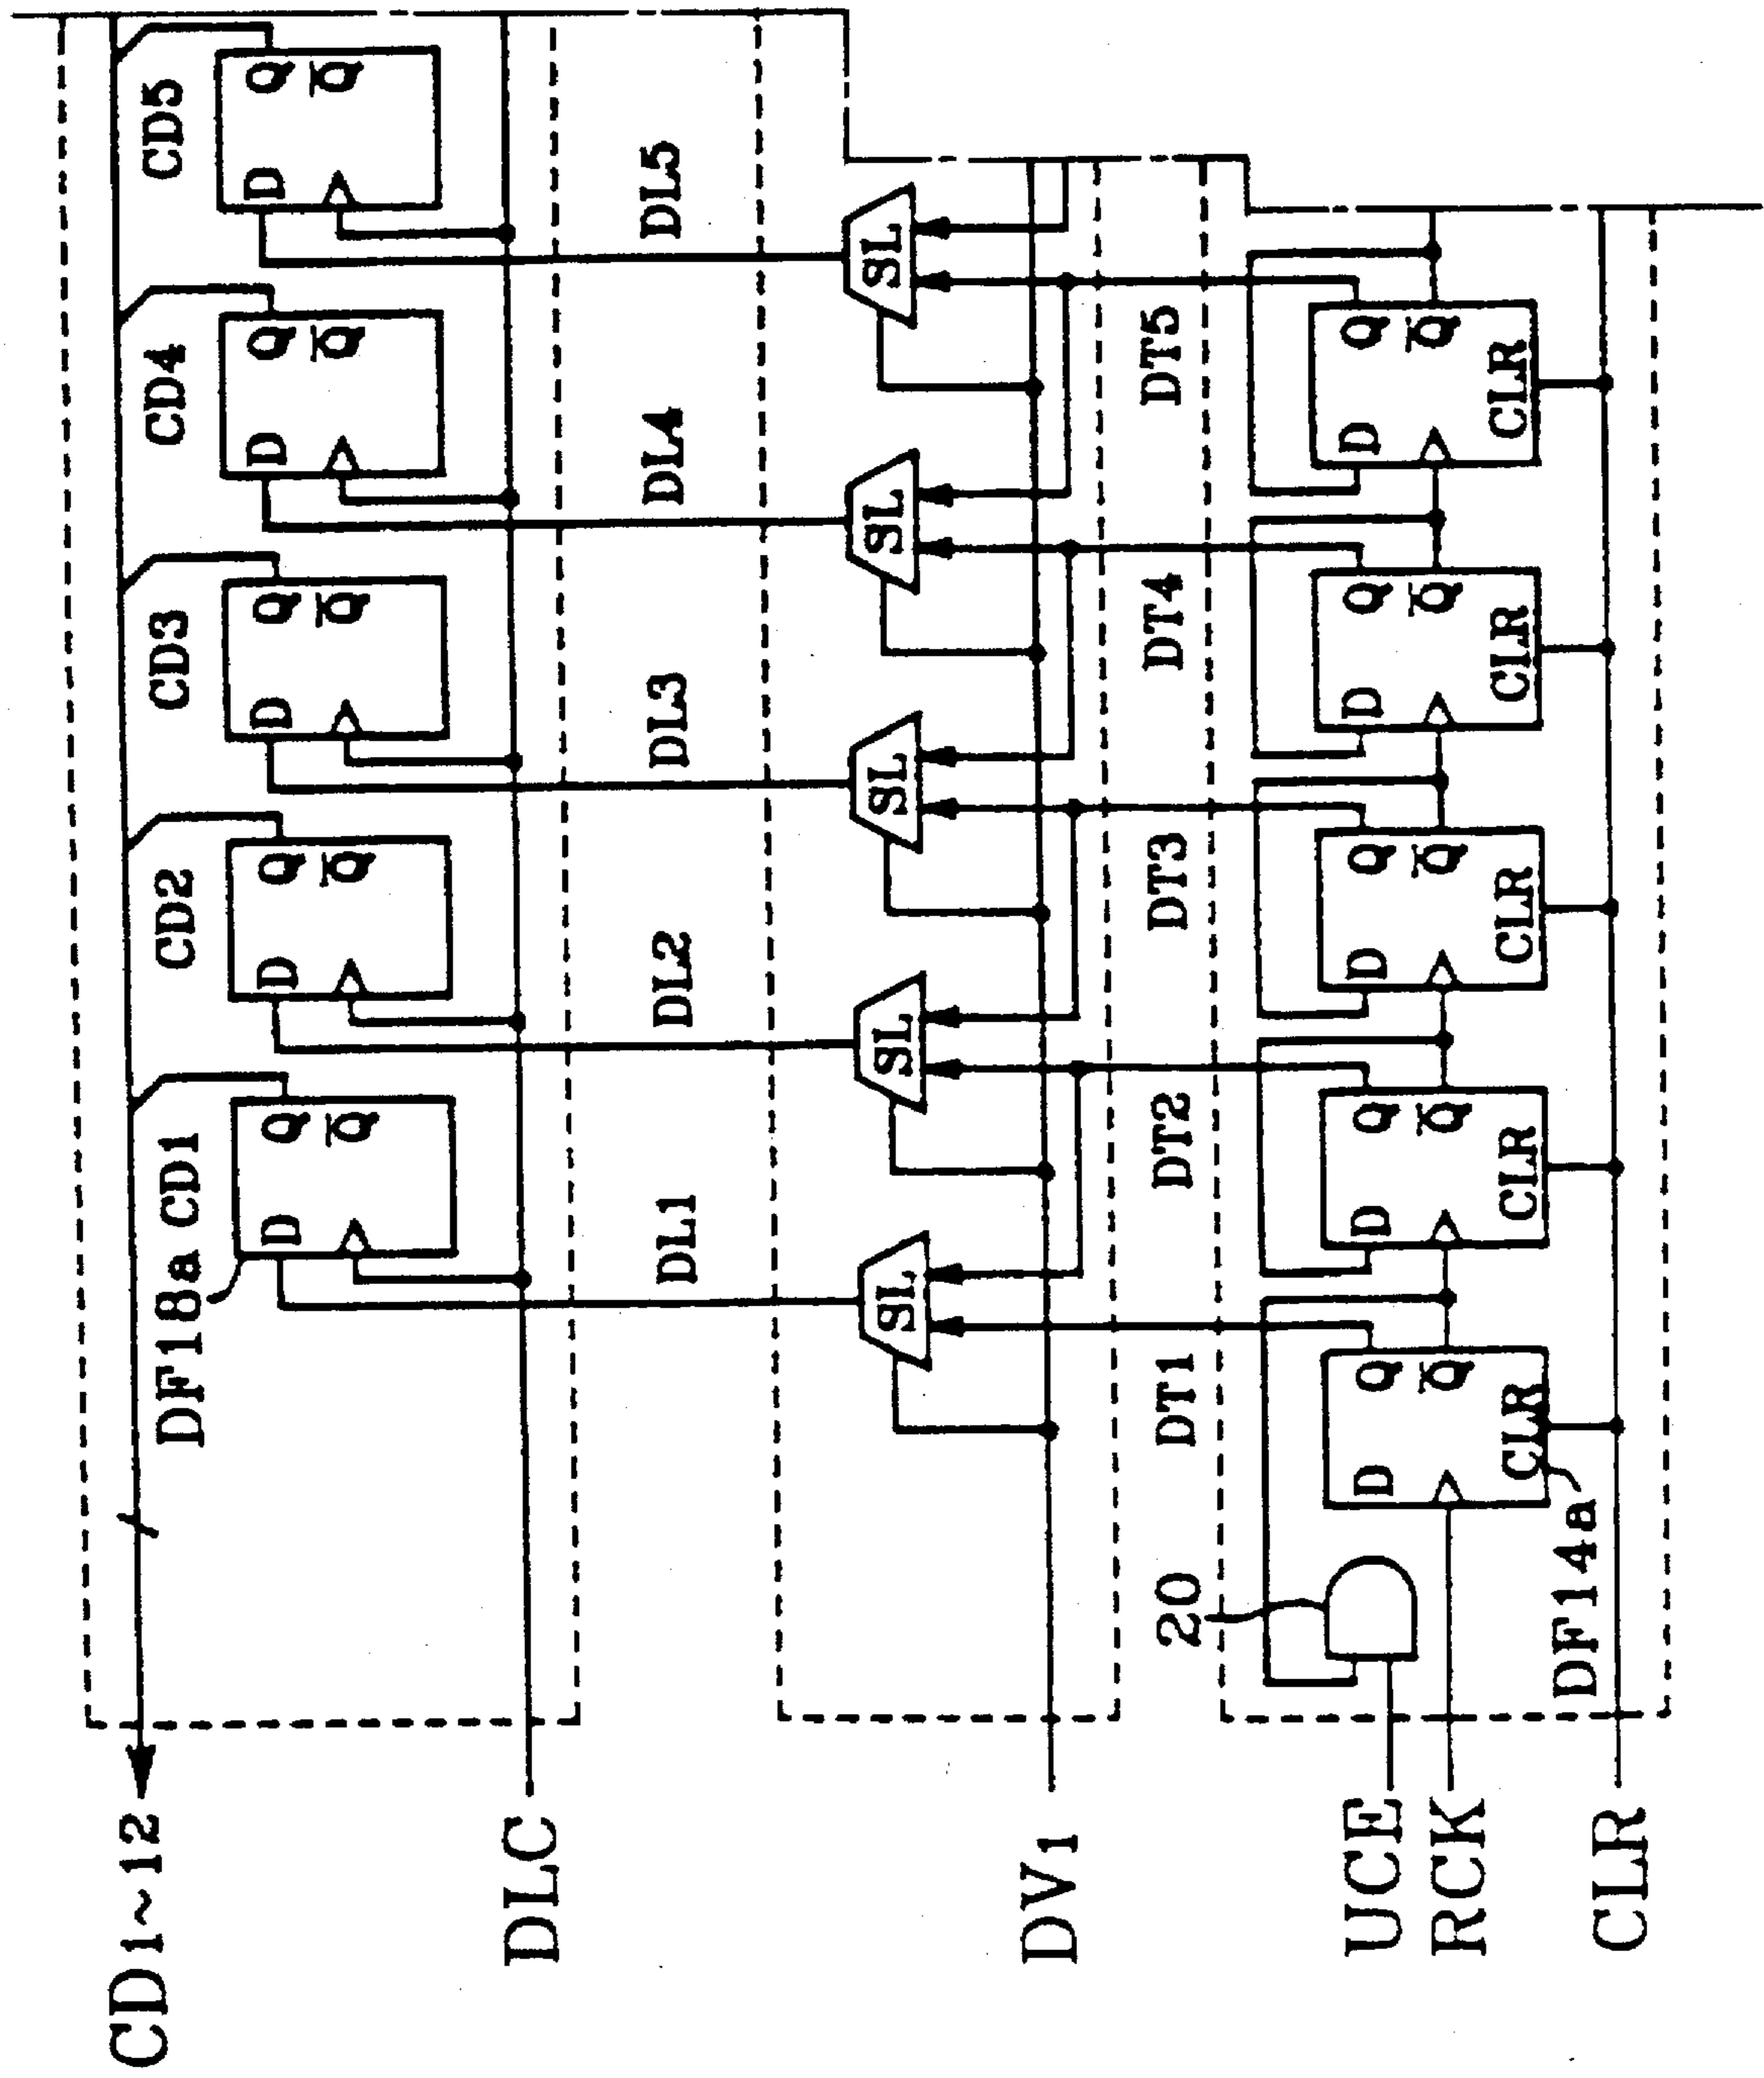 CD1~12
DF18a CD1
CD2
CD3
CD4
CD5
D Q Q̅
D Q Q̅
D Q Q̅
D Q Q̅
D Q Q̅
DLC
DL1
DL2
DL3
DL4
DL5
SL
SL
SL
SL
SL
DV1
DT1
DT2
DT3
DT4
DT5
20
UCE
RCK
D Q Q̅ CLR
D Q Q̅ CLR
D Q Q̅ CLR
D Q Q̅ CLR
D Q Q̅ CLR
DF14a
CLR